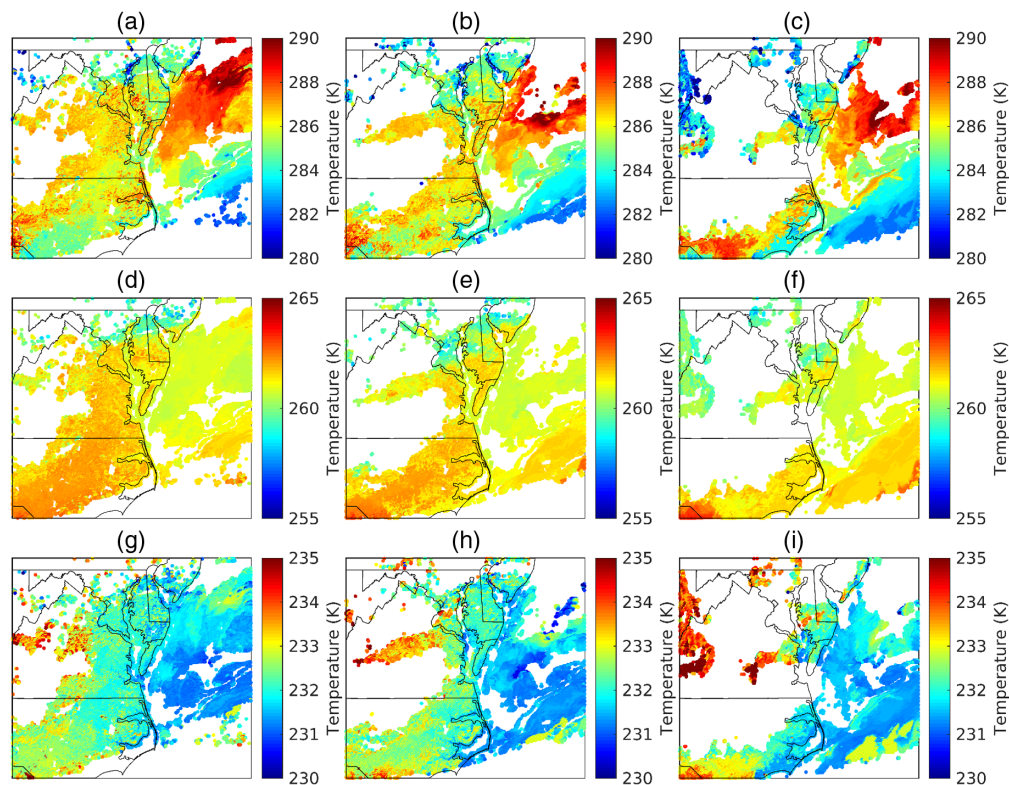 (a) (b) (c)
290 290 290
288 288 288
286 286 286
284 284 284
282 282 282
280 280 280
Temperature (K) Temperature (K) Temperature (K)
(d) (e) (f)
265 265 265
260 260 260
255 255 255
Temperature (K) Temperature (K) Temperature (K)
(g) (h) (i)
235 235 235
234 234 234
233 233 233
232 232 232
231 231 231
230 230 230
Temperature (K) Temperature (K) Temperature (K)